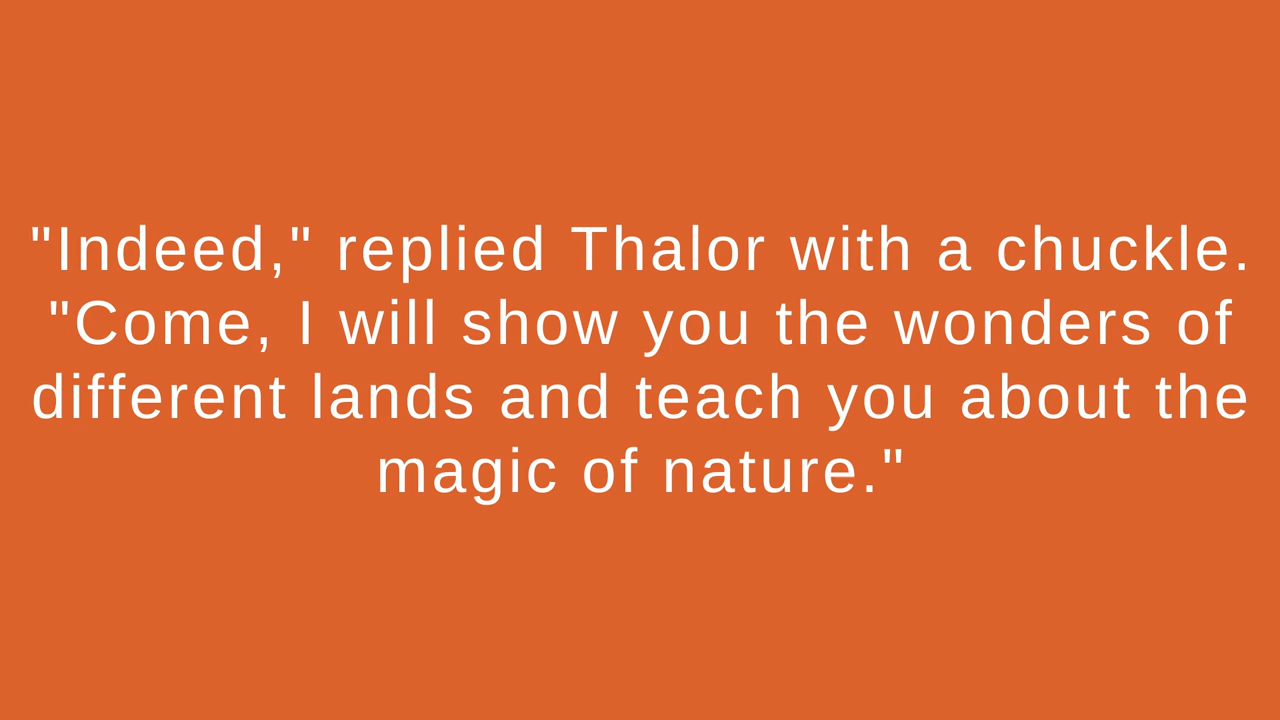 "Indeed," replied Thalor with a chuckle.
"Come, I will show you the wonders of
different lands and teach you about the
magic of nature."